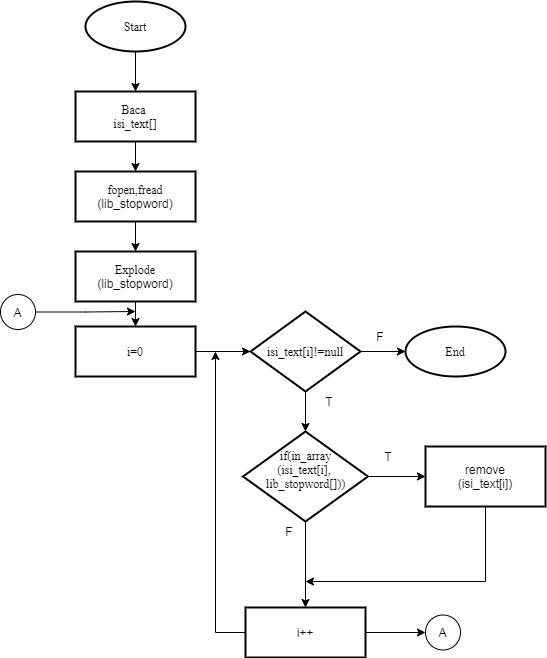 Start
Baca
isi_text[]
fopen,fread
(lib_stopword)
Explode
(lib_stopword)
A
i=0
isi_text[i]!=null
F
End
T
if(in_array
(isi_text[i],
lib_stopword[]))
T
remove
(isi_text[i])
F
i++
A